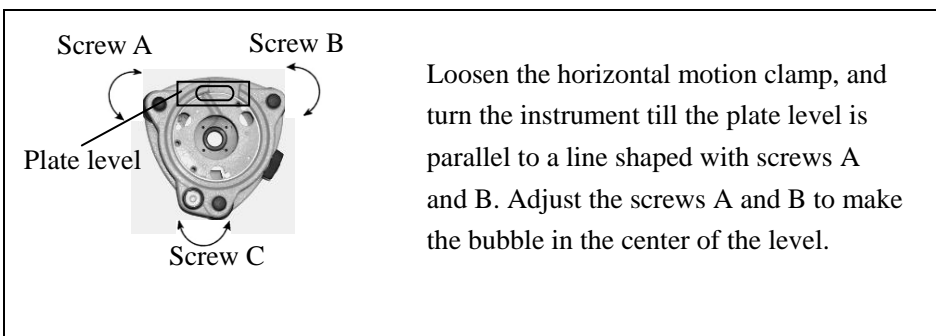 Screw A
Screw B
Plate level
Screw C
Loosen the horizontal motion clamp, and
turn the instrument till the plate level is
parallel to a line shaped with screws A
and B. Adjust the screws A and B to make
the bubble in the center of the level.